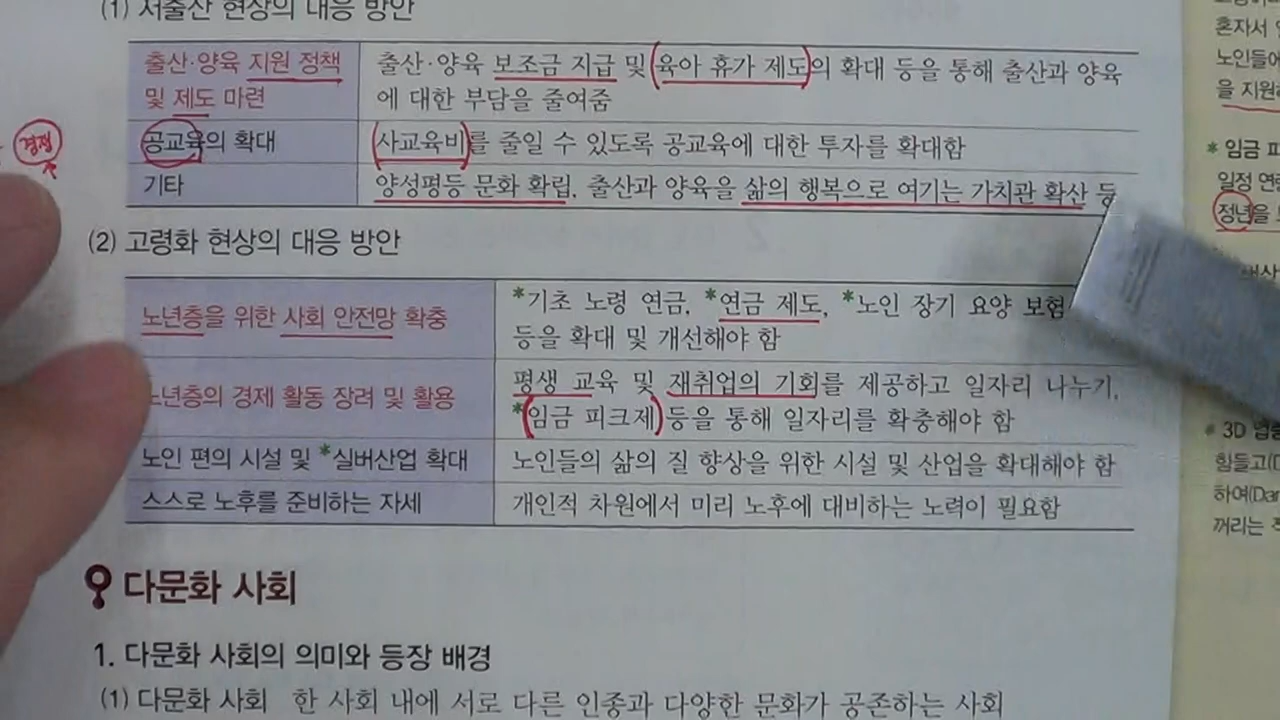 (1) 저출산 현상의 대응 방안
출산·양육 지원 정책 및 제도 마련
출산·양육 보조금 지급 및 육아 휴가 제도의 확대 등을 통해 출산과 양육
에 대한 부담을 줄여줌
공교육의 확대
사교육비를 줄일 수 있도록 공교육에 대한 투자를 확대함
경쟁
기타
양성평등 문화 확립, 출산과 양육을 삶의 행복으로 여기는 가치관 확산 등
(2) 고령화 현상의 대응 방안
노년층을 위한 사회 안전망 확충
*기초 노령 연금, *연금 제도, *노인 장기 요양 보험
등을 확대 및 개선해야 함
노년층의 경제 활동 장려 및 활용
평생 교육 및 재취업의 기회를 제공하고 일자리 나누기,
*임금 피크제 등을 통해 일자리를 확충해야 함
노인 편의 시설 및 *실버산업 확대
노인들의 삶의 질 향상을 위한 시설 및 산업을 확대해야 함
스스로 노후를 준비하는 자세
개인적 차원에서 미리 노후에 대비하는 노력이 필요함
다문화 사회
1. 다문화 사회의 의미와 등장 배경
(1) 다문화 사회 한 사회 내에 서로 다른 인종과 다양한 문화가 공존하는 사회
혼자서
노인들에
을 지원
* 임금
일정
정년을
* 3D
힘들고
하여(Dan
꺼리는